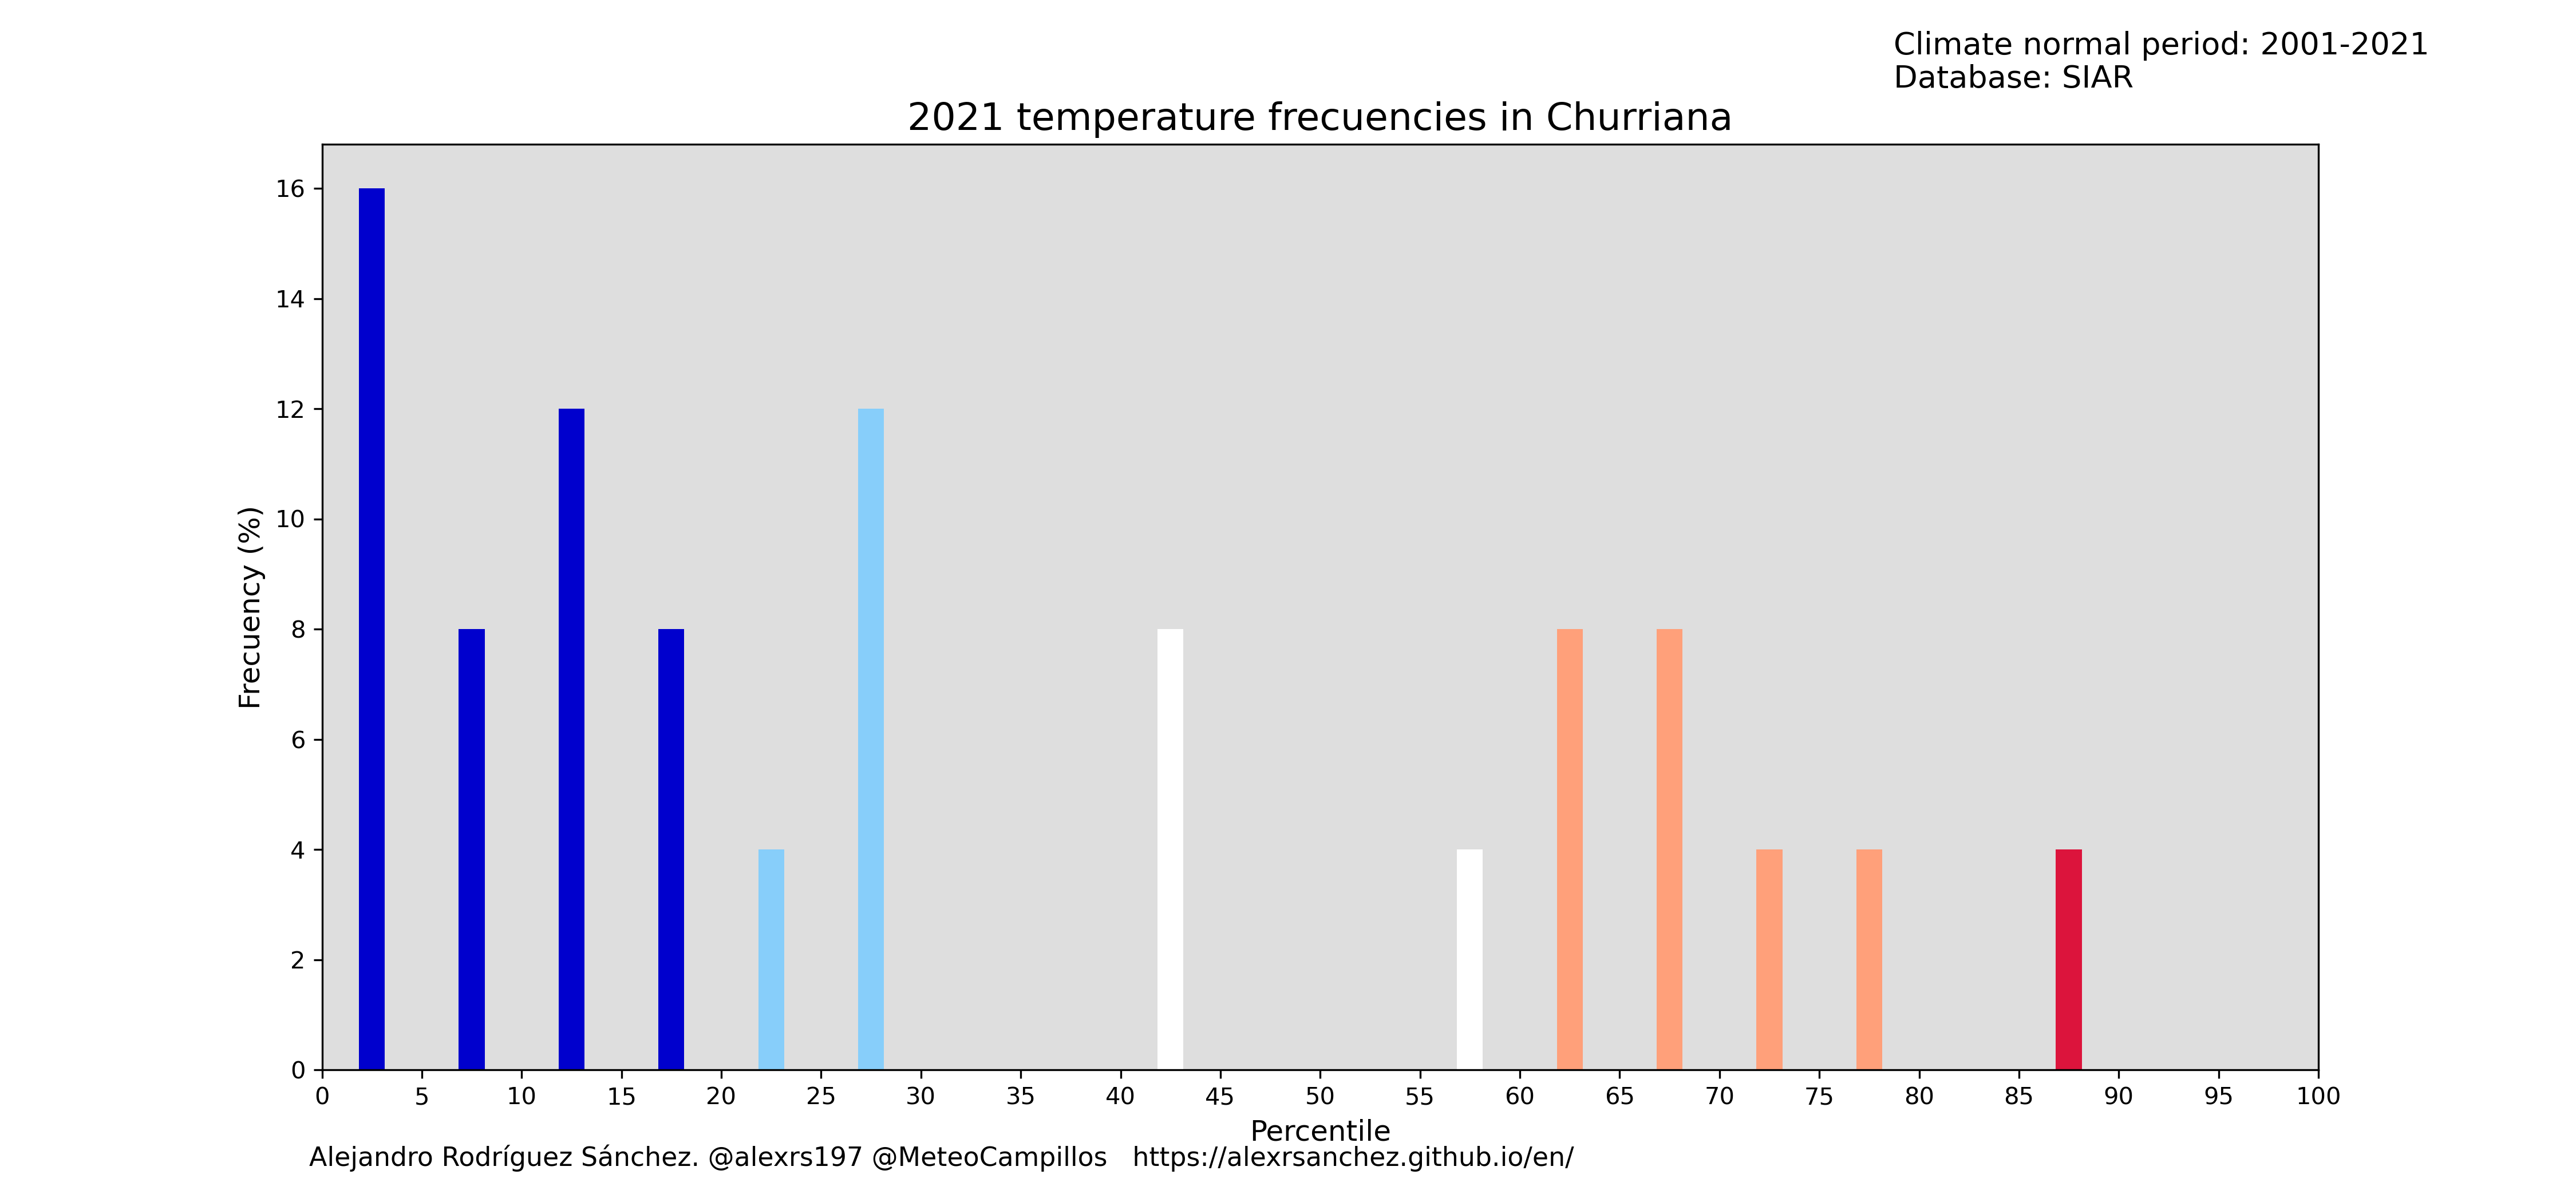 Climate normal period: 2001-2021
Database: SIAR
2021 temperature frecuencies in Churriana
Frecuency (%)
16
14
12
10
8
6
4
2
0
0 5 10 15 20 25 30 35 40 45 50 55 60 65 70 75 80 85 90 95 100
Percentile
Alejandro Rodríguez Sánchez. @alexrs197 @MeteoCampillos https://alexrsanchez.github.io/en/